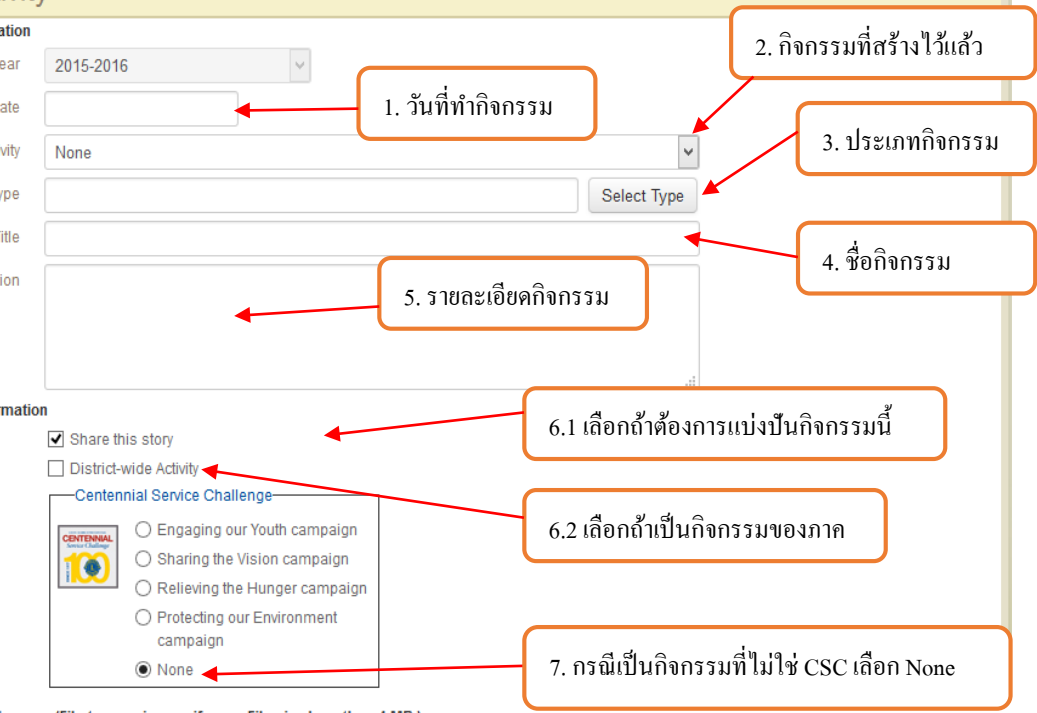 2. กิจกรรมที่สร้างไว้แล้ว
2015-2016
1. วันที่ทำกิจกรรม
None
3. ประเภทกิจกรรม
Select Type
4. ชื่อกิจกรรม
5. รายละเอียดกิจกรรม
6.1 เลือกถ้าต้องการแบ่งปันกิจกรรมนี้
Share this story
District-wide Activity
Centennial Service Challenge
6.2 เลือกถ้าเป็นกิจกรรมของภาค
CENTENNIAL
Service Challenge
100
Engaging our Youth campaign
Sharing the Vision campaign
Relieving the Hunger campaign
Protecting our Environment
campaign
None
7. กรณีเป็นกิจกรรมที่ไม่ใช่ CSC เลือก None